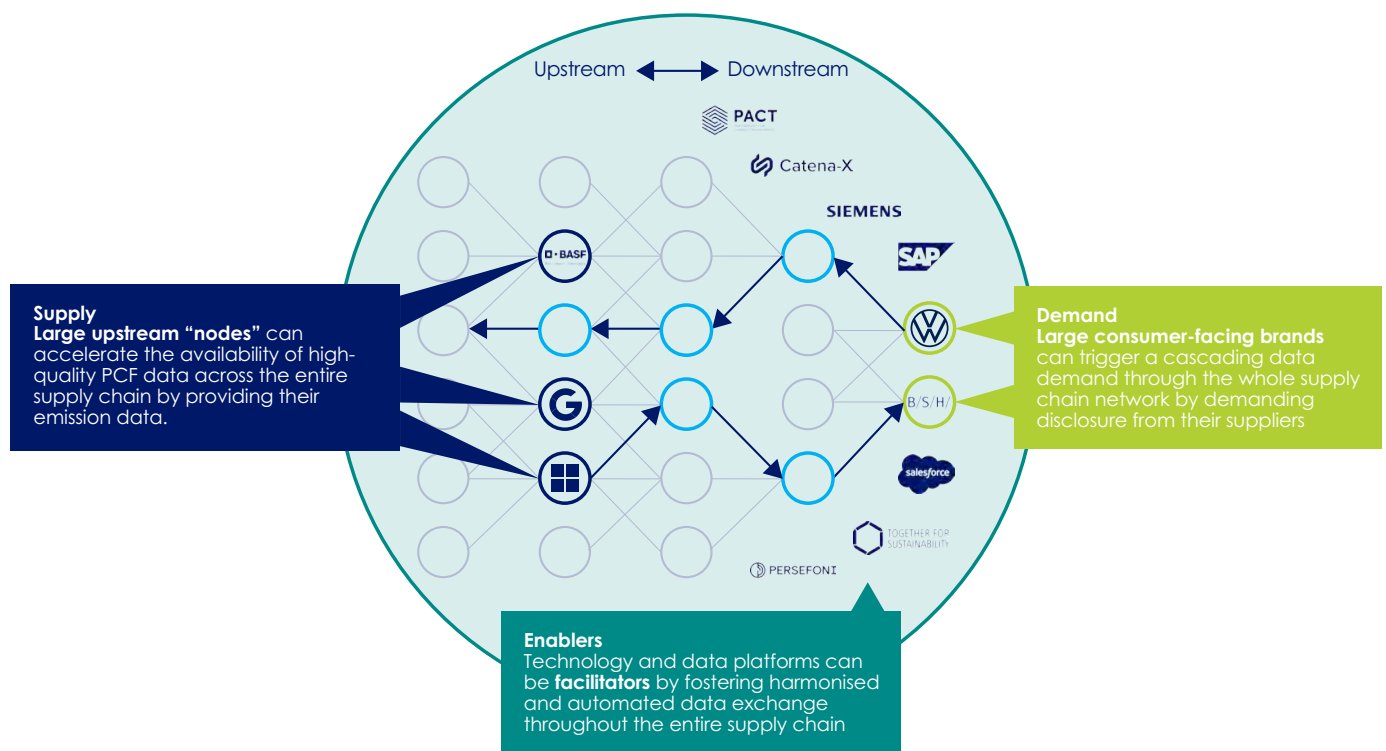 Upstream
Downstream
PACT
Catena-X
SIEMENS
BASF
SAP
Supply
Large upstream “nodes” can
accelerate the availability of high-
quality PCF data across the entire
supply chain by providing their
emission data.
Demand
Large consumer-facing brands
can trigger a cascading data
demand through the whole supply
chain network by demanding
disclosure from their suppliers
VW
G
B/S/H/
salesforce
TOGETHER FOR
SUSTAINABILITY
PERSEFONI
Enablers
Technology and data platforms can
be facilitators by fostering harmonised
and automated data exchange
throughout the entire supply chain